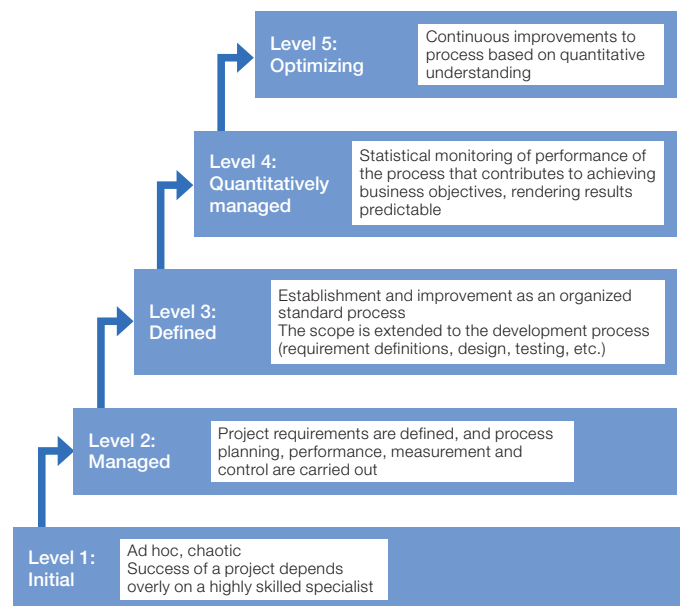 Level 5:
Optimizing
Continuous improvements to
process based on quantitative
understanding
Level 4:
Quantitatively
managed
Statistical monitoring of performance of
the process that contributes to achieving
business objectives, rendering results
predictable
Level 3:
Defined
Establishment and improvement as an organized
standard process
The scope is extended to the development process
(requirement definitions, design, testing, etc.)
Level 2:
Managed
Project requirements are defined, and process
planning, performance, measurement and
control are carried out
Level 1:
Initial
Ad hoc, chaotic
Success of a project depends
overly on a highly skilled specialist